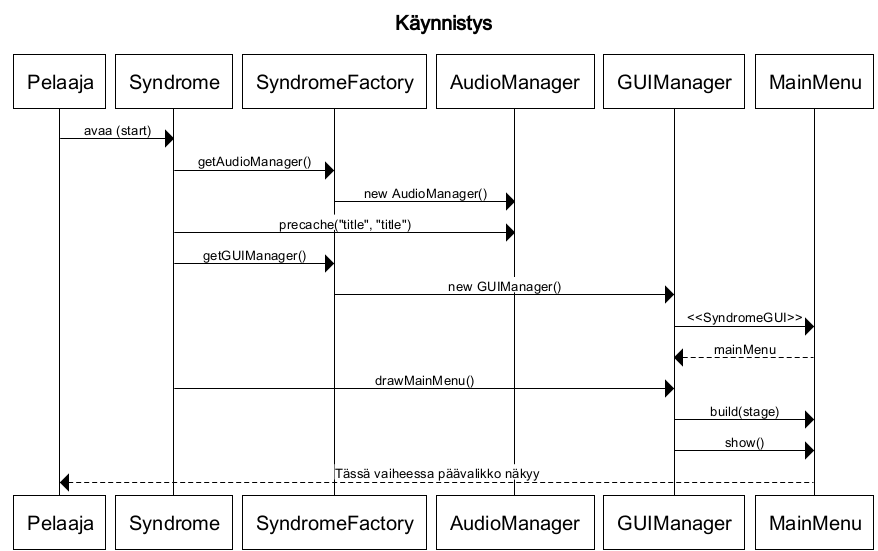 Käynnistys
Pelaaja Syndrome SyndromeFactory AudioManager GUIManager MainMenu
avaa (start)
getAudioManager()
new AudioManager()
precache("title", "title")
getGUIManager()
new GUIManager()
<<SyndromeGUI>>
mainMenu
drawMainMenu()
build(stage)
show()
Tässä vaiheessa päävalikko näkyy
Pelaaja Syndrome SyndromeFactory AudioManager GUIManager MainMenu